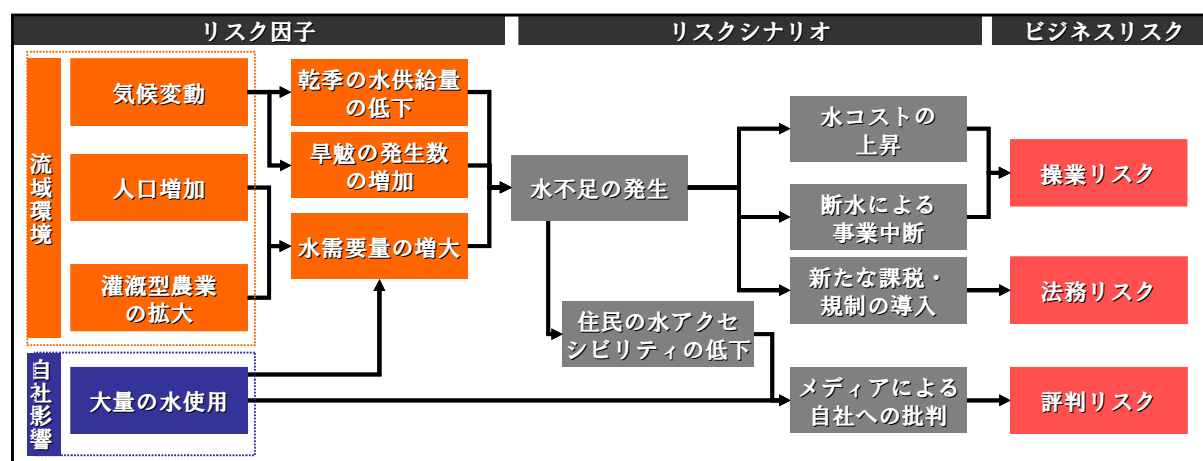 リスク因子
リスクシナリオ
ビジネスリスク
流域環境
気候変動
人口増加
灌漑型農業
の拡大
乾季の水供給量
の低下
旱魃の発生数
の増加
水需要量の増大
自社影響
大量の水使用
水不足の発生
住民の水アクセ
シビリティの低下
水コストの
上昇
断水による
事業中断
新たな課税・
規制の導入
メディアによる
自社への批判
操業リスク
法務リスク
評判リスク